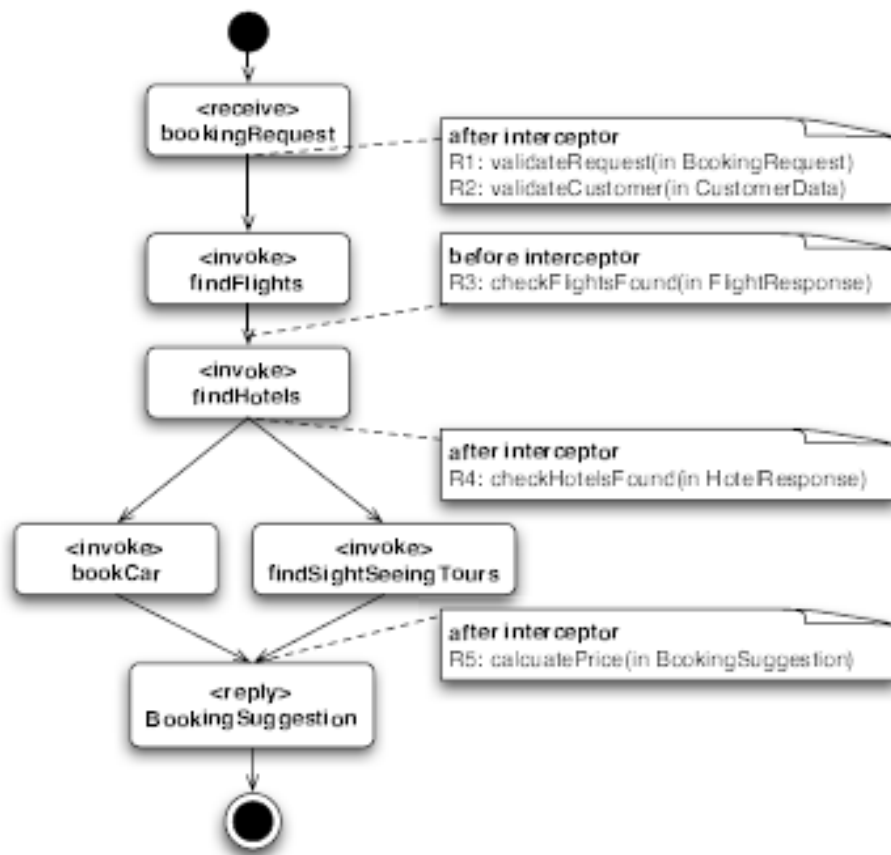 <receive>
bookingRequest
after interceptor
R1: validateRequest(in BookingRequest)
R2: validateCustomer(in CustomerData)
<invoke>
findFlights
before interceptor
R3: checkFlightsFound(in FlightResponse)
<invoke>
findHotels
after interceptor
R4: checkHotelsFound(in HotelResponse)
<invoke>
bookCar
<invoke>
findSightSeeingTours
after interceptor
R5: calcuatePrice(in BookingSuggestion)
<reply>
BookingSuggestion